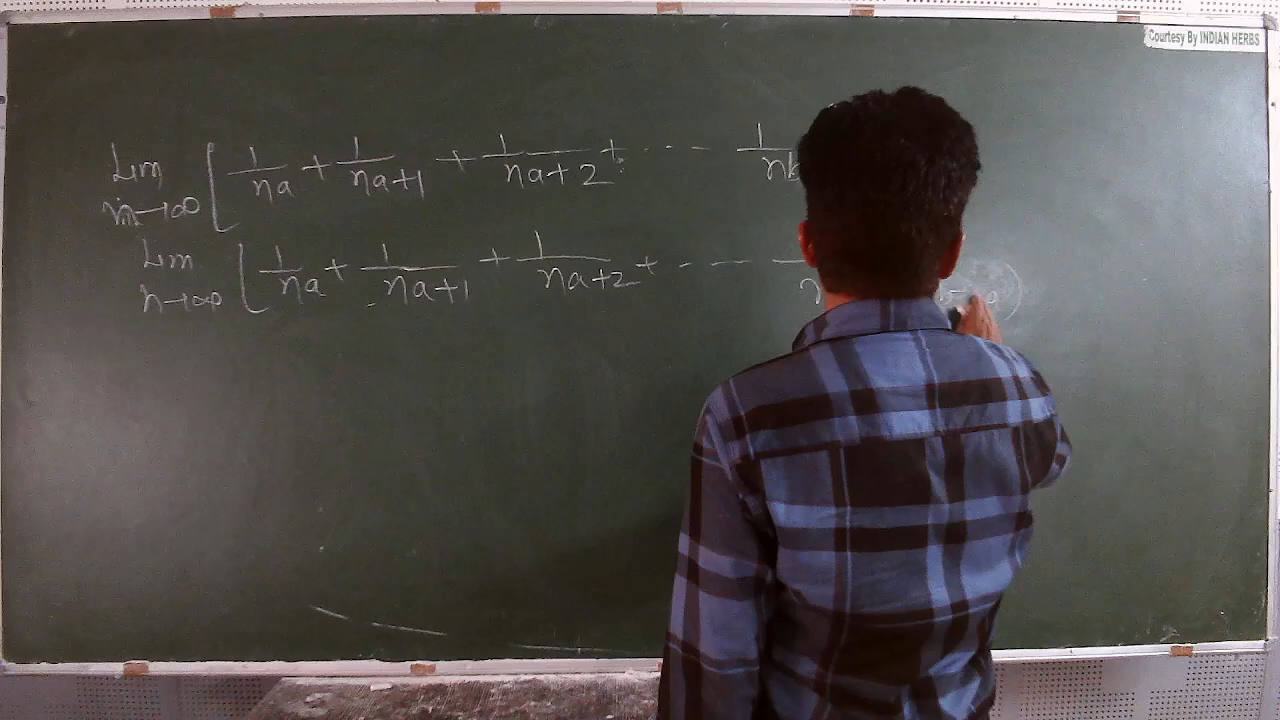 Courtesy By INDIAN HERBS
Lim n→∞ [ 1/na + 1/na+1 + 1/na+2 + --- 1/nb
Lim n→∞ [ 1/na + 1/na+1 + 1/na+2 + ---